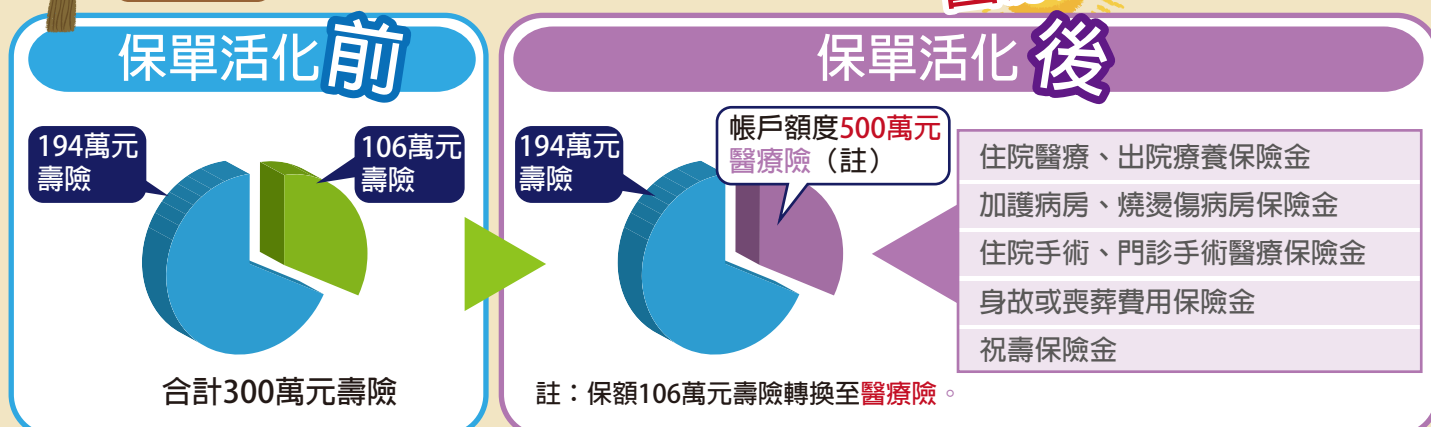 保單活化前
194萬元
壽險
106萬元
壽險
合計300萬元壽險
保單活化後
194萬元
壽險
帳戶額度500萬元
醫療險（註）
住院醫療、出院療養保險金
加護病房、燒燙傷病房保險金
住院手術、門診手術醫療保險金
身故或喪葬費用保險金
祝壽保險金
註：保額106萬元壽險轉換至醫療險。